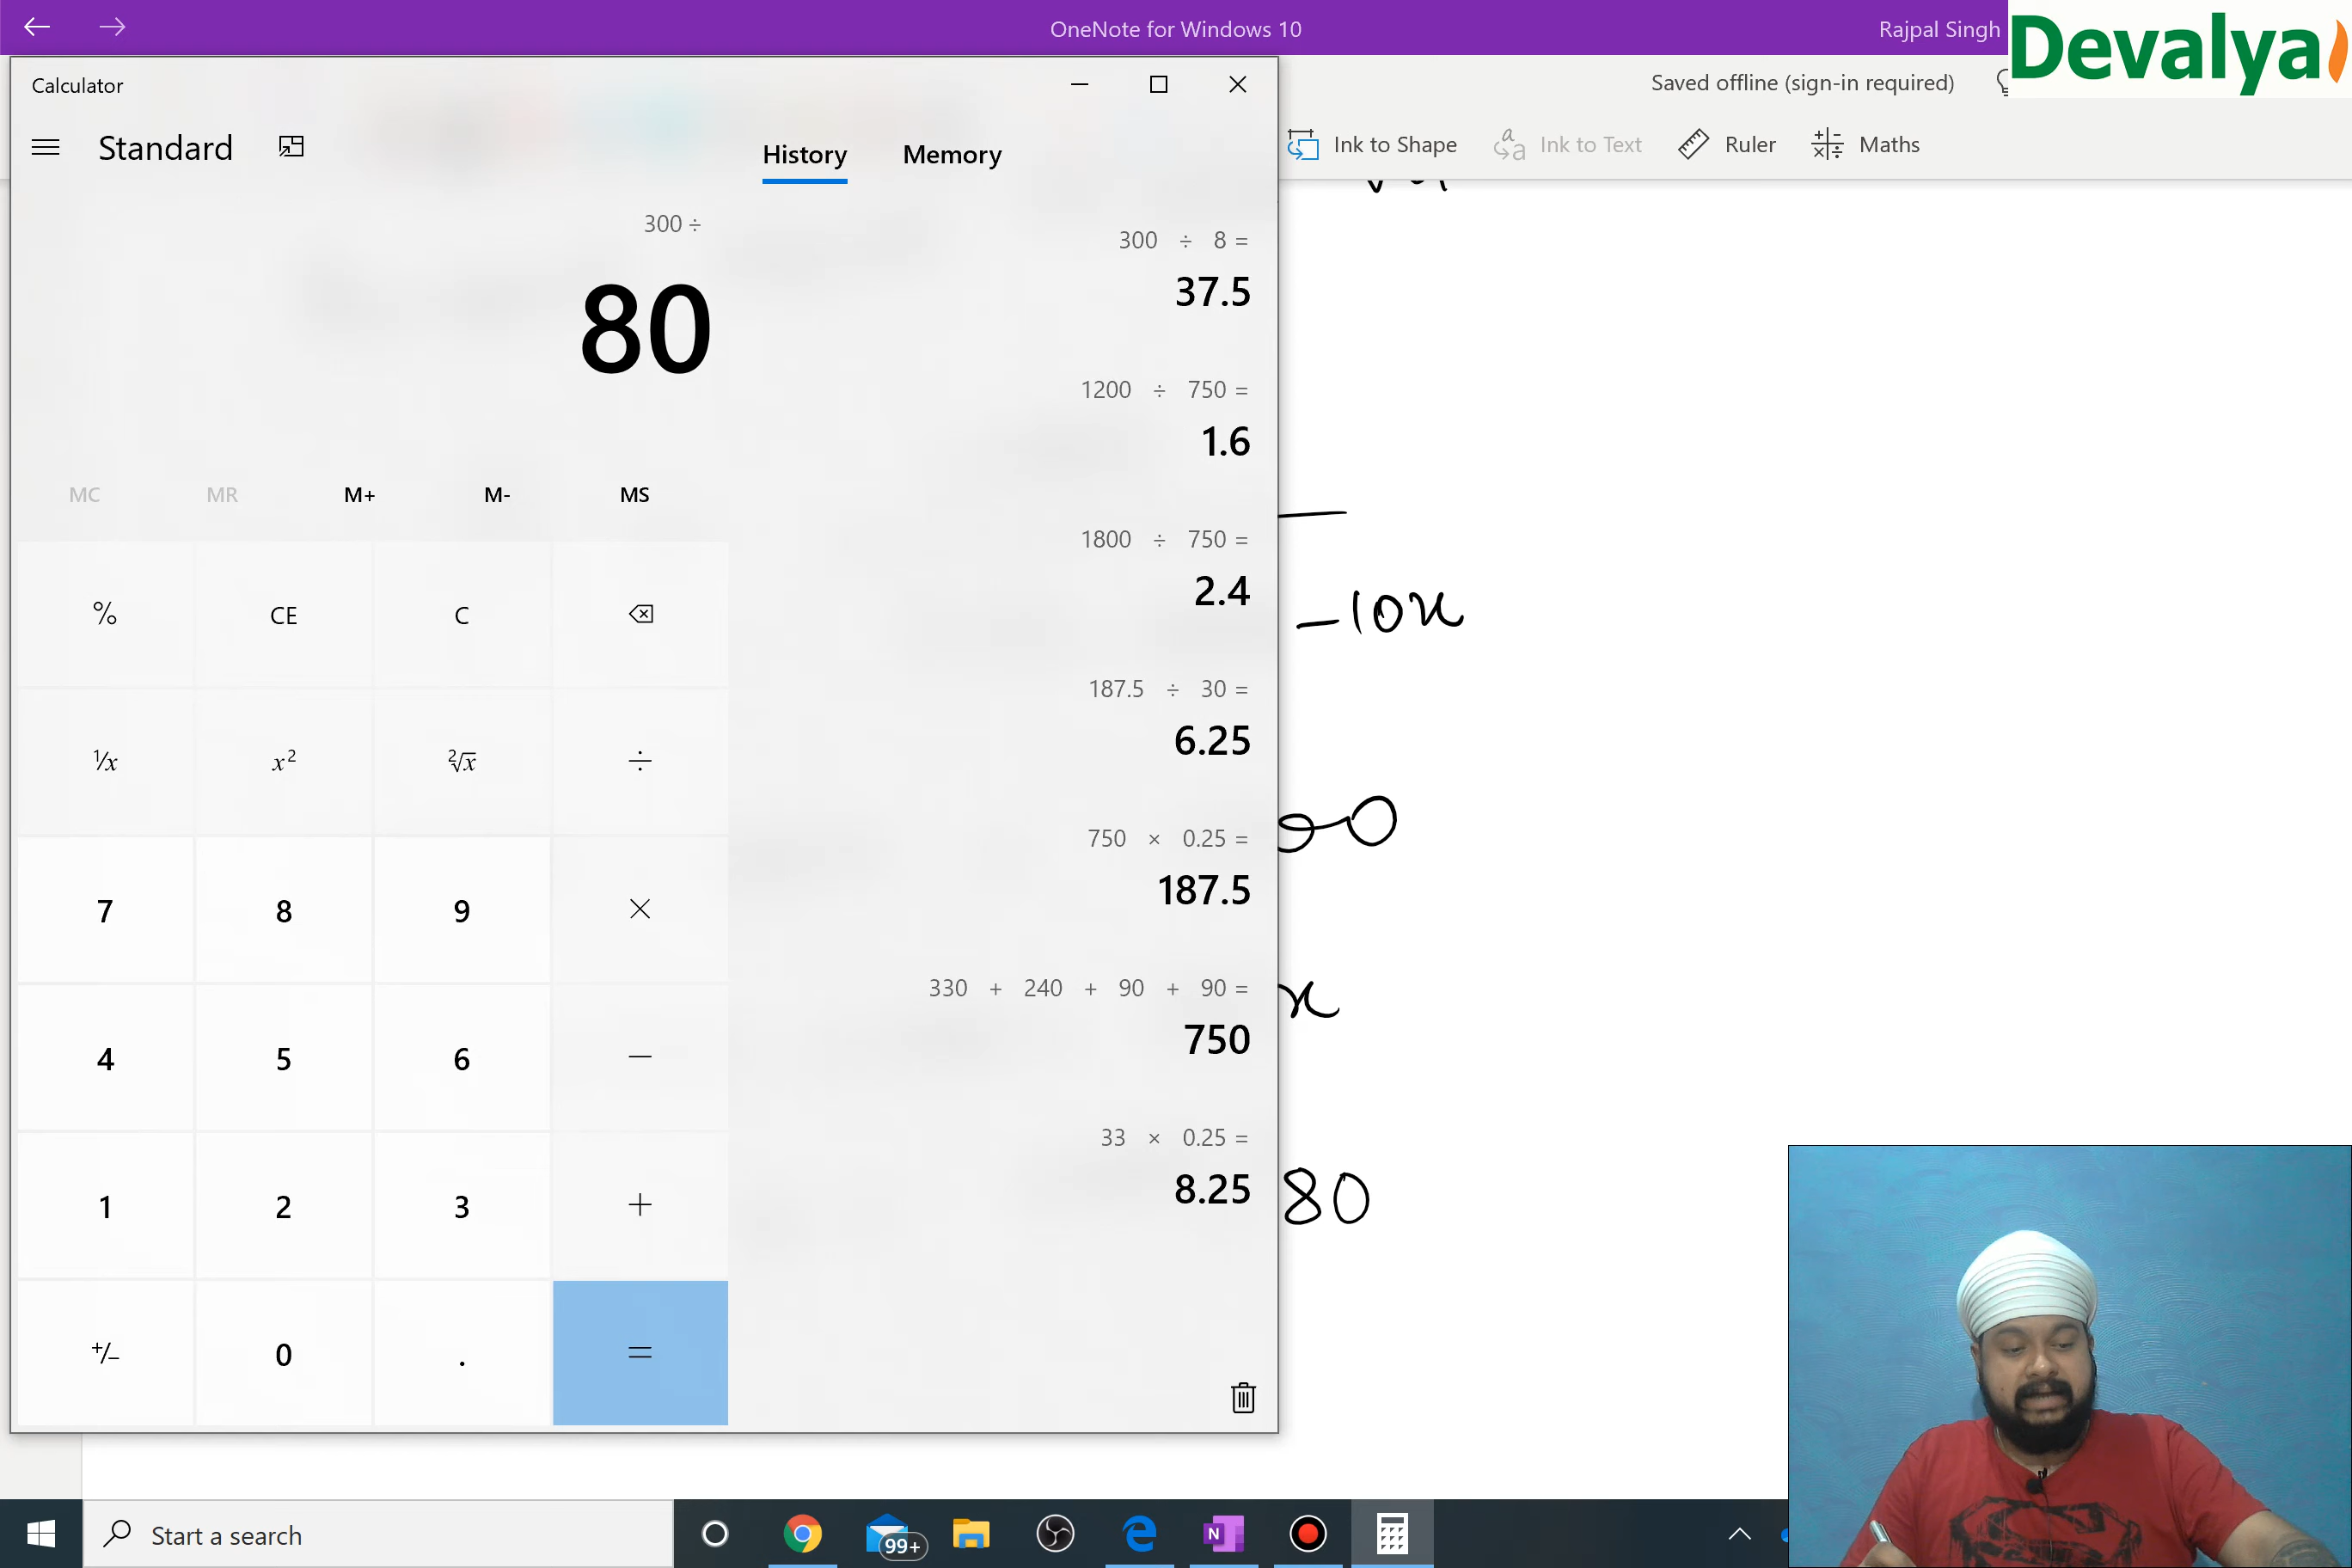 OneNote for Windows 10
Rajpal Singh
Devalya
Calculator
Saved offline (sign-in required)
Standard
History Memory
Ink to Shape
Ink to Text
Ruler
Maths
300 ÷
80
300 ÷ 8 =
37.5
1200 ÷ 750 =
1.6
1800 ÷ 750 =
2.4
187.5 ÷ 30 =
6.25
750 × 0.25 =
187.5
330 + 240 + 90 + 90 =
750
33 × 0.25 =
8.25
MC MR M+ M- MS
% CE C
1/x x² ²√x ÷
7 8 9 ×
4 5 6 −
1 2 3 +
+/− 0 . =
−10x
00
x
80
Start a search
99+
N